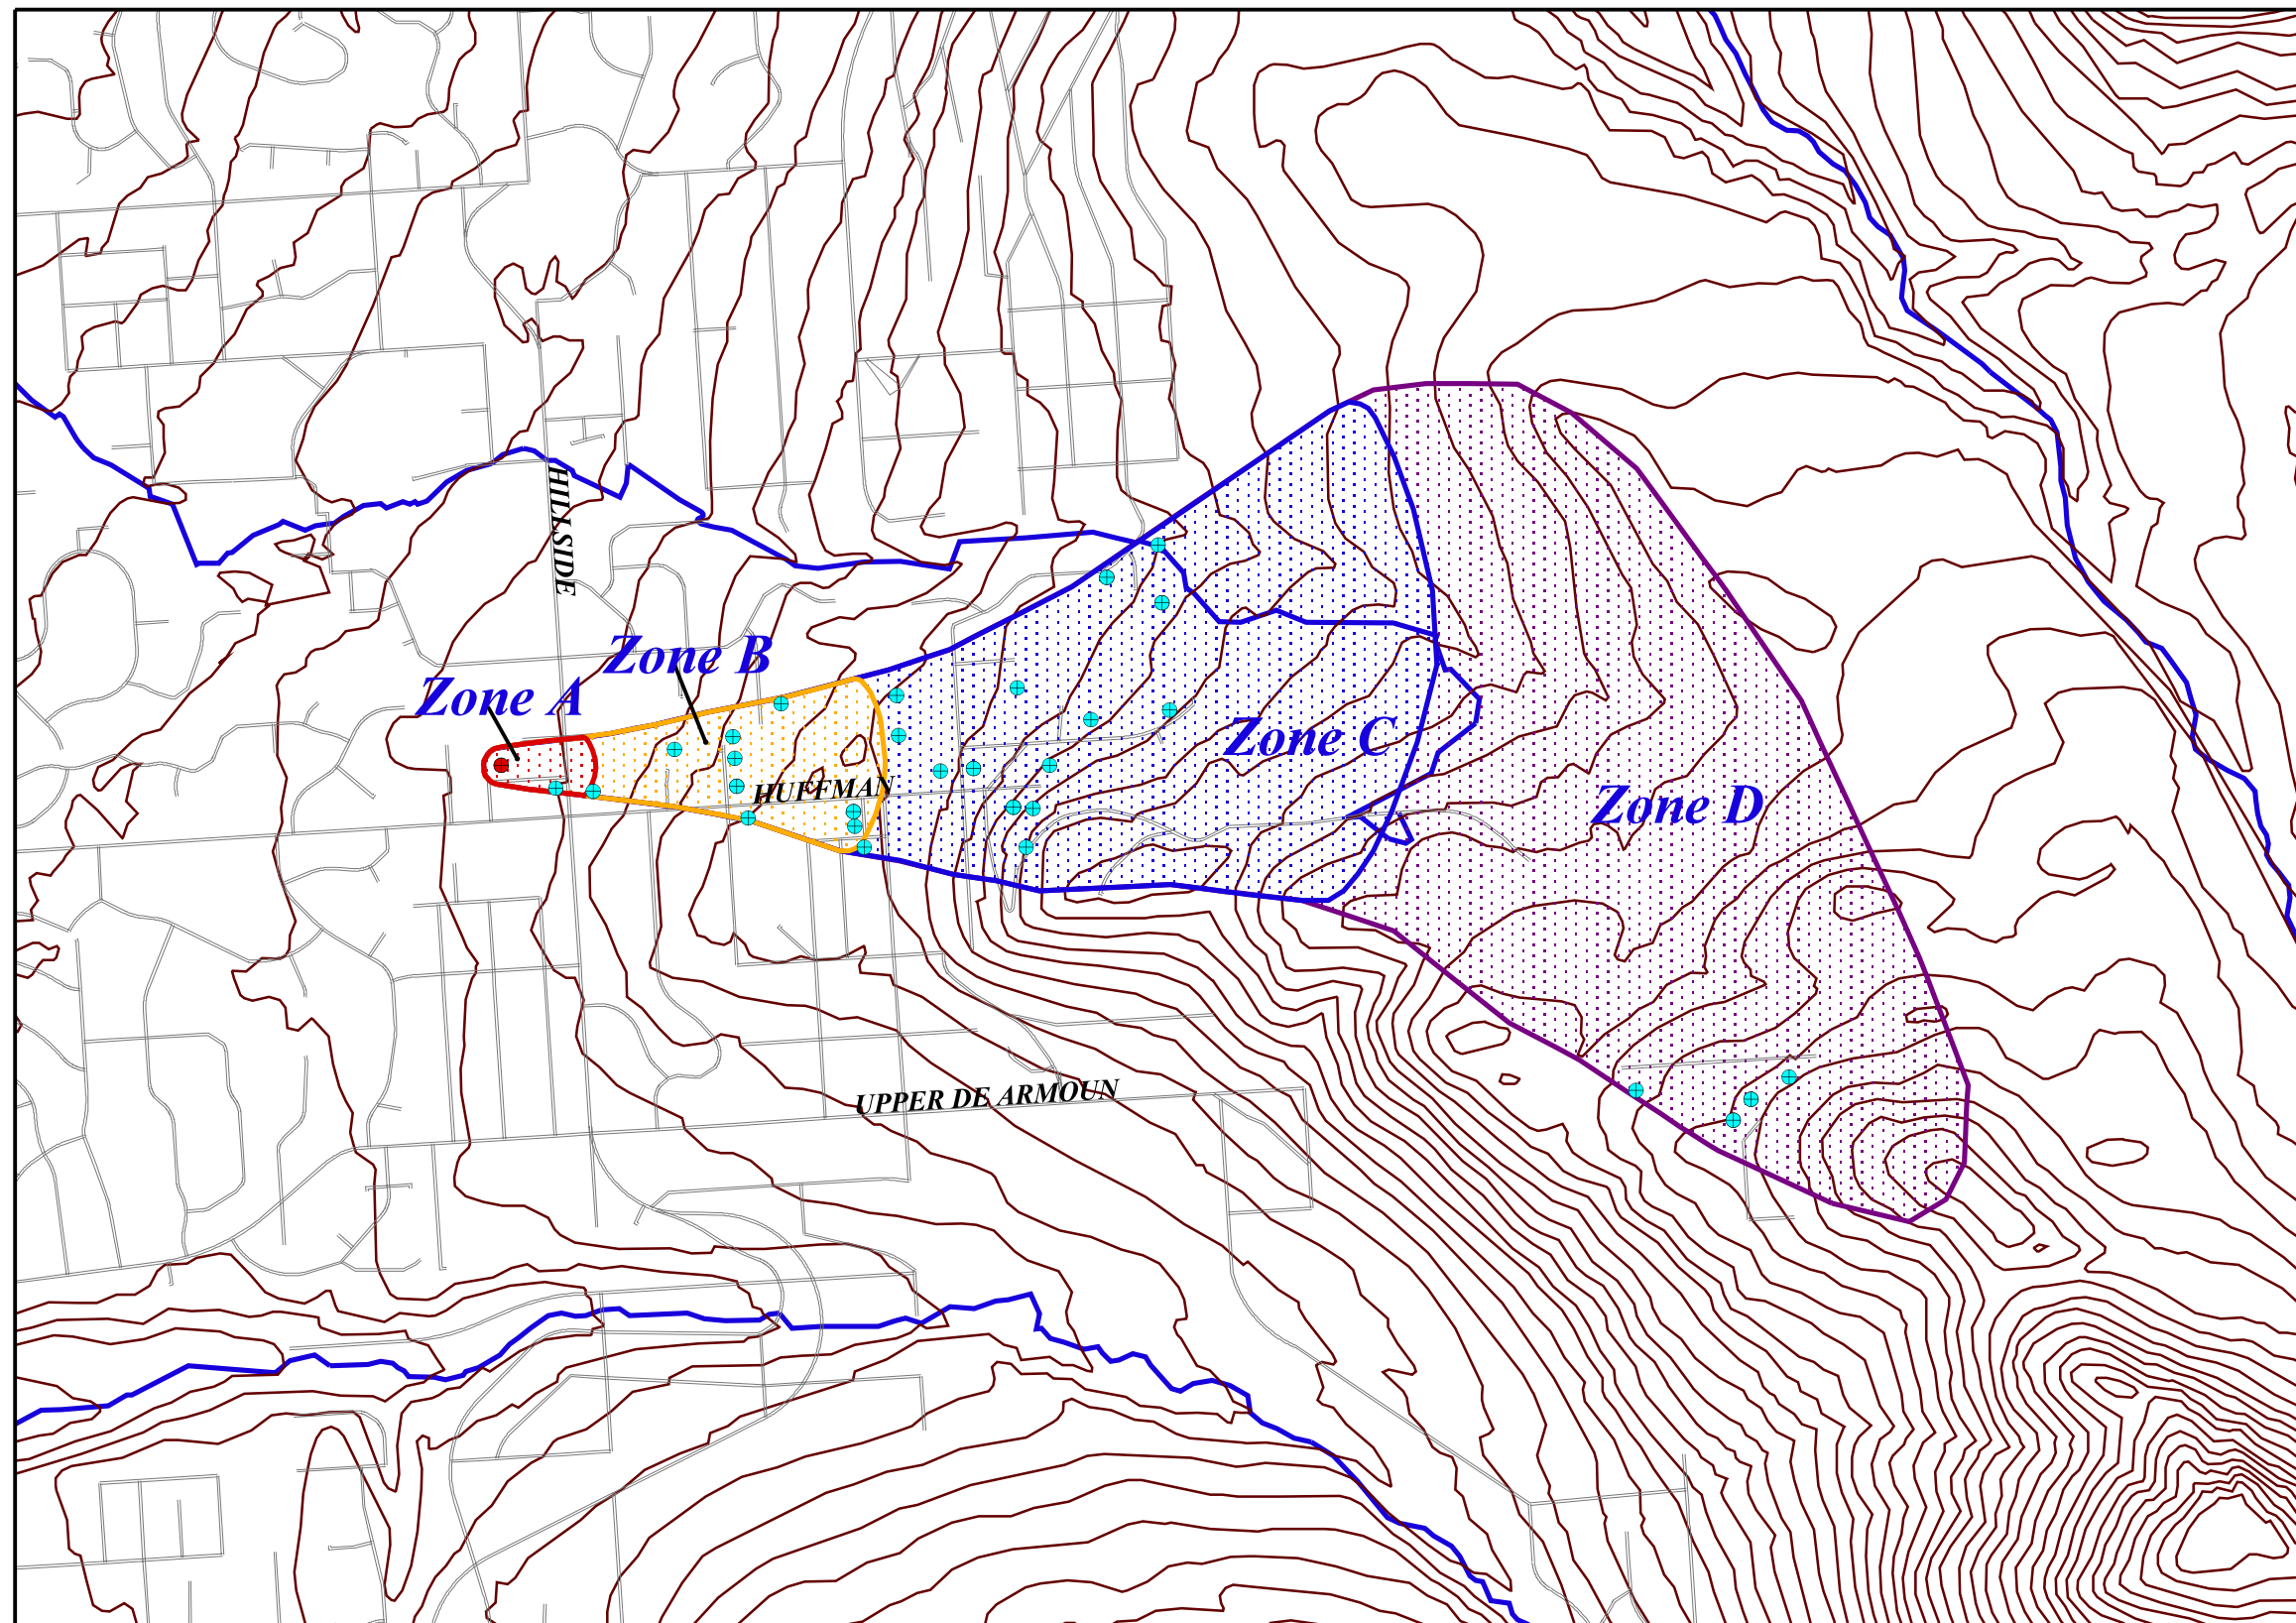 HILLSIDE
Zone B
Zone A
Zone C
HUFFMAN
Zone D
UPPER DE ARMOUN